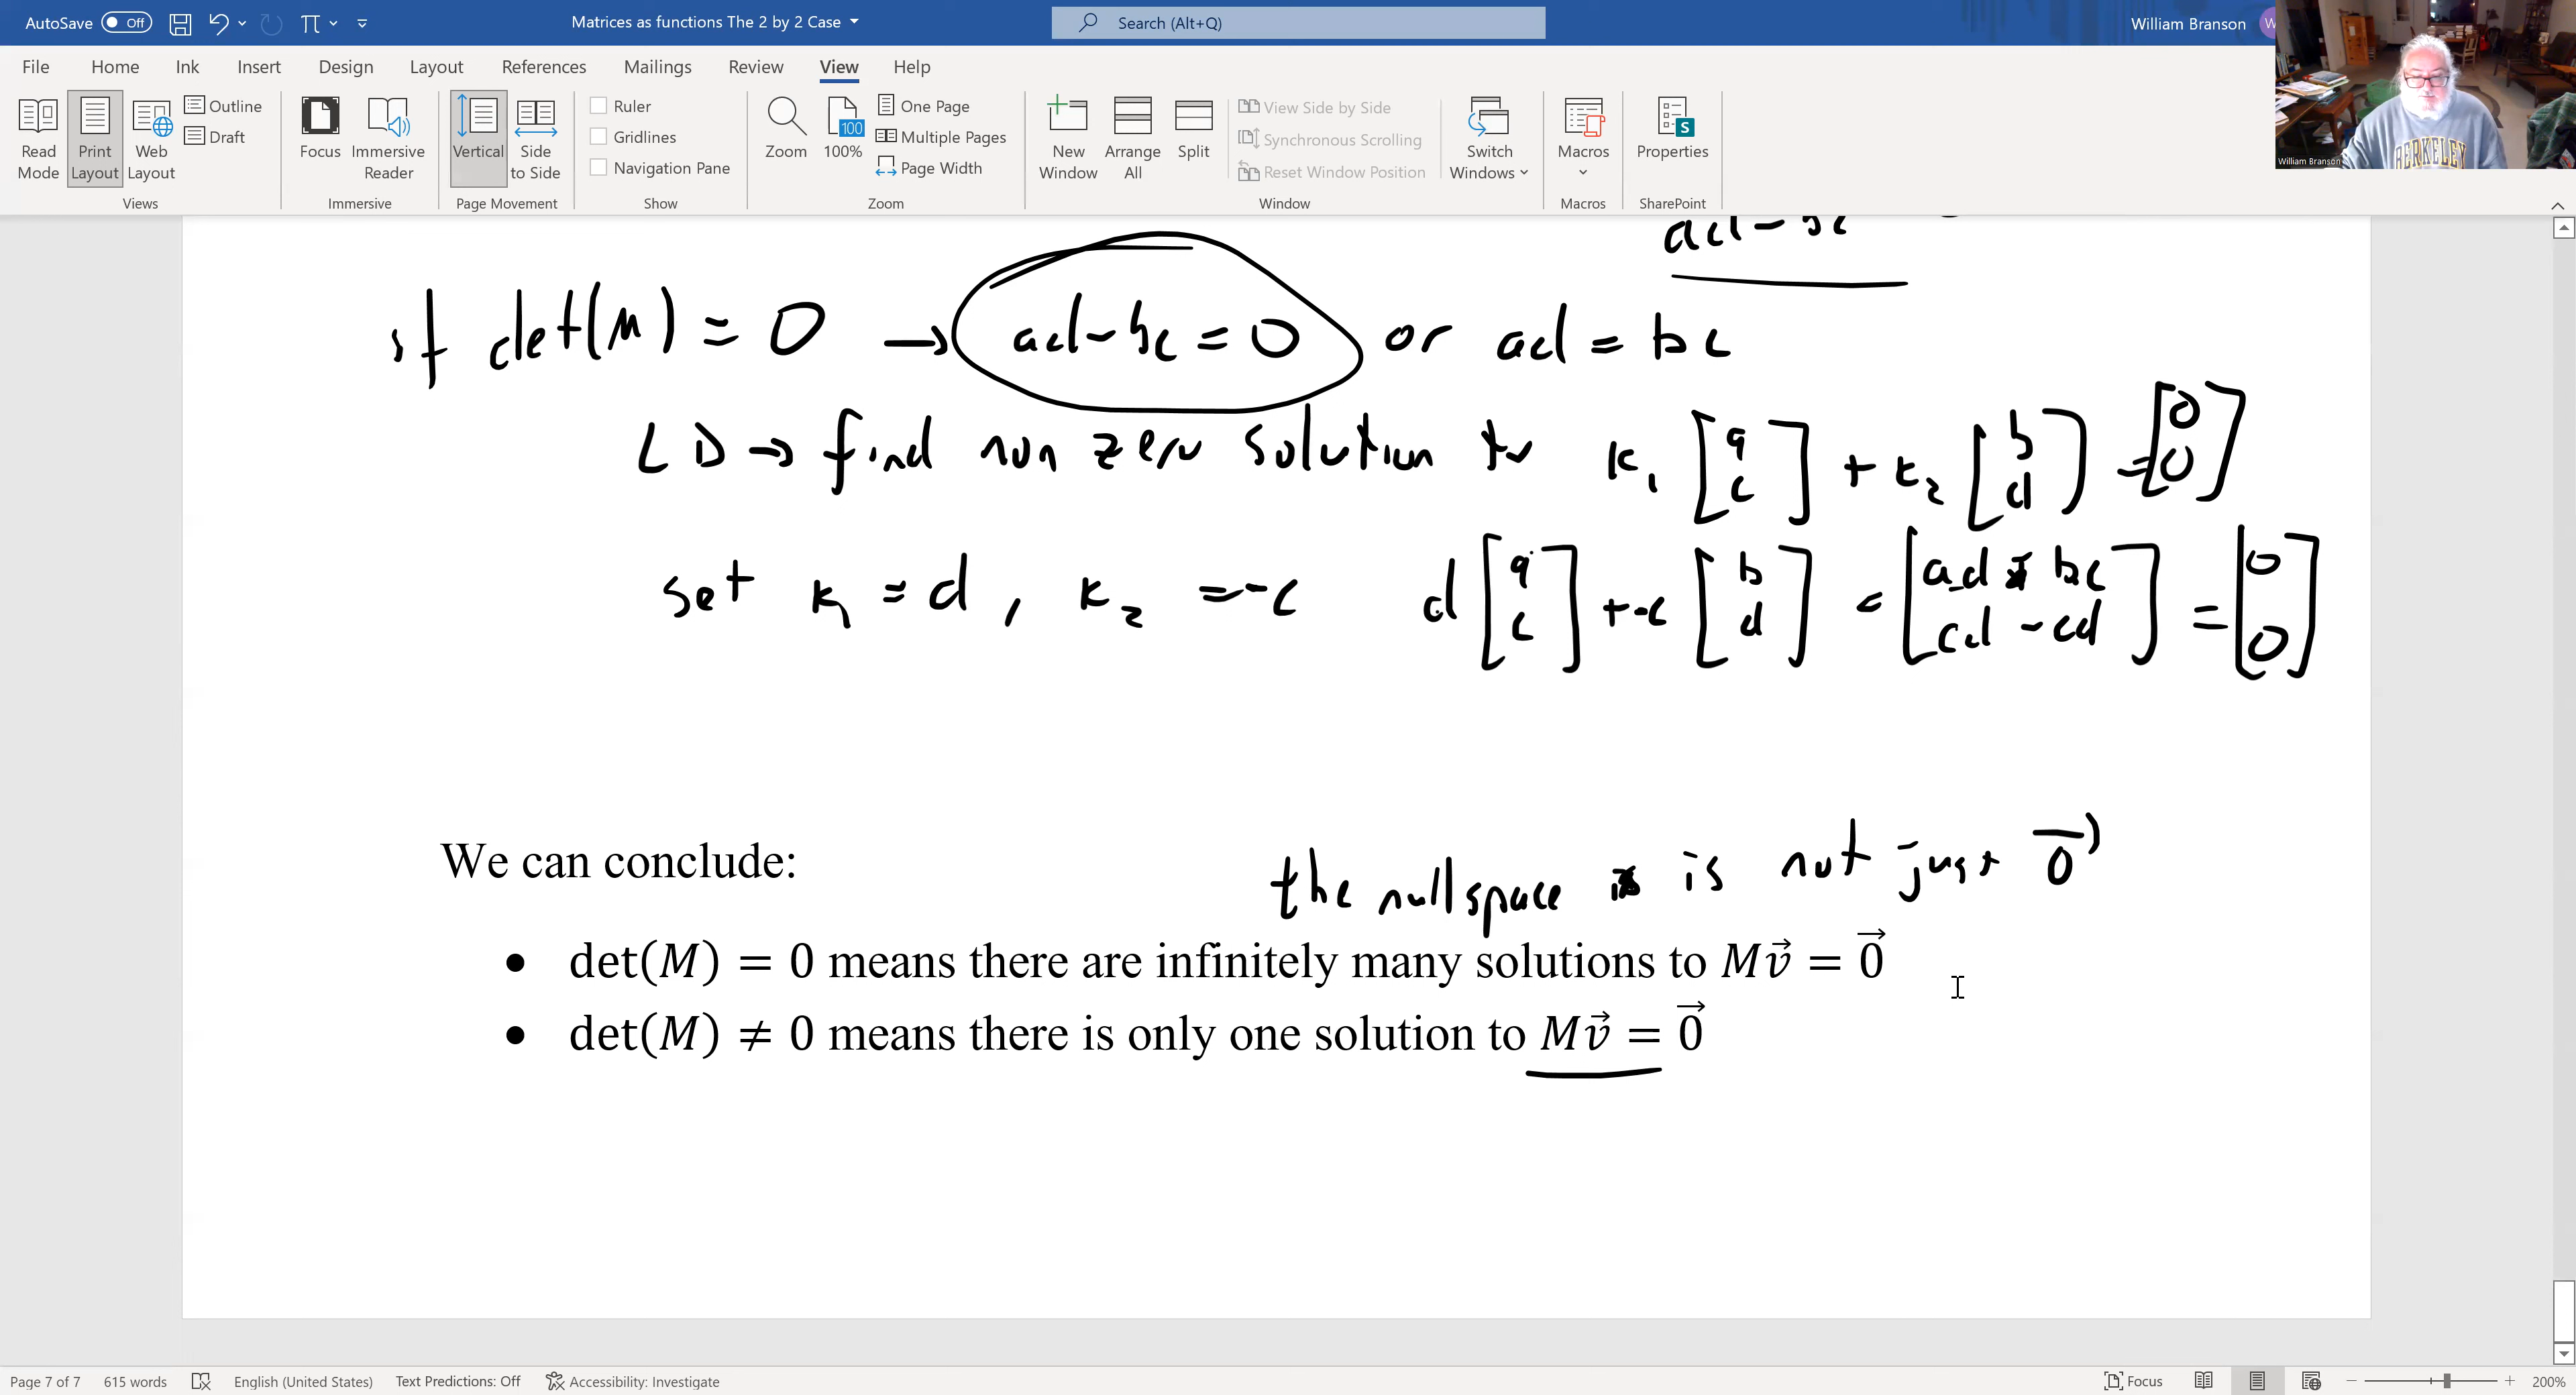 AutoSave Off Matrices as functions The 2 by 2 Case Search (Alt+Q) William Branson
File Home Ink Insert Design Layout References Mailings Review View Help
Read Mode Print Layout Web Layout Outline Draft Focus Immersive Reader Vertical Side to Side Ruler Gridlines Navigation Pane Zoom 100 100% One Page Multiple Pages Page Width New Window Arrange All Split View Side by Side Synchronous Scrolling Reset Window Position Switch Windows Macros S Properties
Views Immersive Page Movement Show Zoom Window Macros SharePoint
BERKELEY
William Branson
ad - bc
if det(M) = 0 → ad - bc = 0 or ad = bc
LD → find non zero solution to k₁ [a c] + k₂ [b d] = [0 0]
set k₁ = d, k₂ = -c d [a c] + -c [b d] = [ad - bc cd - cd] = [0 0]
We can conclude:
the nullspace is not just 0⃗
• det(M) = 0 means there are infinitely many solutions to Mv⃗ = 0⃗
• det(M) ≠ 0 means there is only one solution to Mv⃗ = 0⃗
Page 7 of 7 615 words English (United States) Text Predictions: Off Accessibility: Investigate Focus 200%